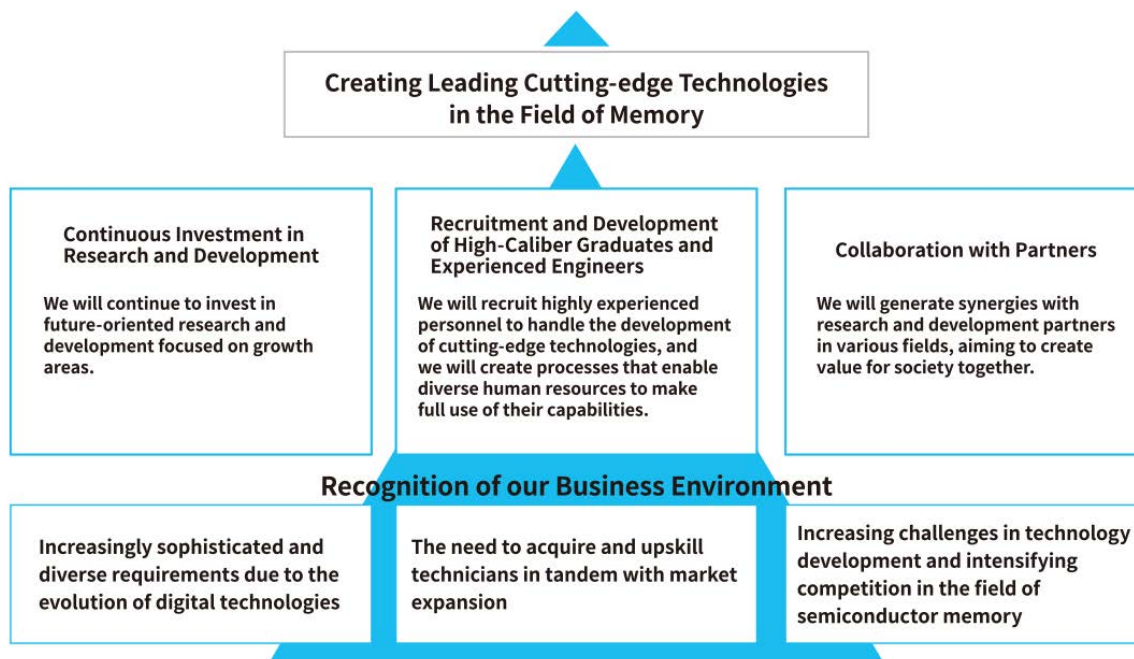 Creating Leading Cutting-edge Technologies
in the Field of Memory
Continuous Investment in
Research and Development
We will continue to invest in
future-oriented research and
development focused on growth
areas.
Recruitment and Development
of High-Caliber Graduates and
Experienced Engineers
We will recruit highly experienced
personnel to handle the development
of cutting-edge technologies, and
we will create processes that enable
diverse human resources to make
full use of their capabilities.
Collaboration with Partners
We will generate synergies with
research and development partners
in various fields, aiming to create
value for society together.
Recognition of our Business Environment
Increasingly sophisticated and
diverse requirements due to the
evolution of digital technologies
The need to acquire and upskill
technicians in tandem with market
expansion
Increasing challenges in technology
development and intensifying
competition in the field of
semiconductor memory